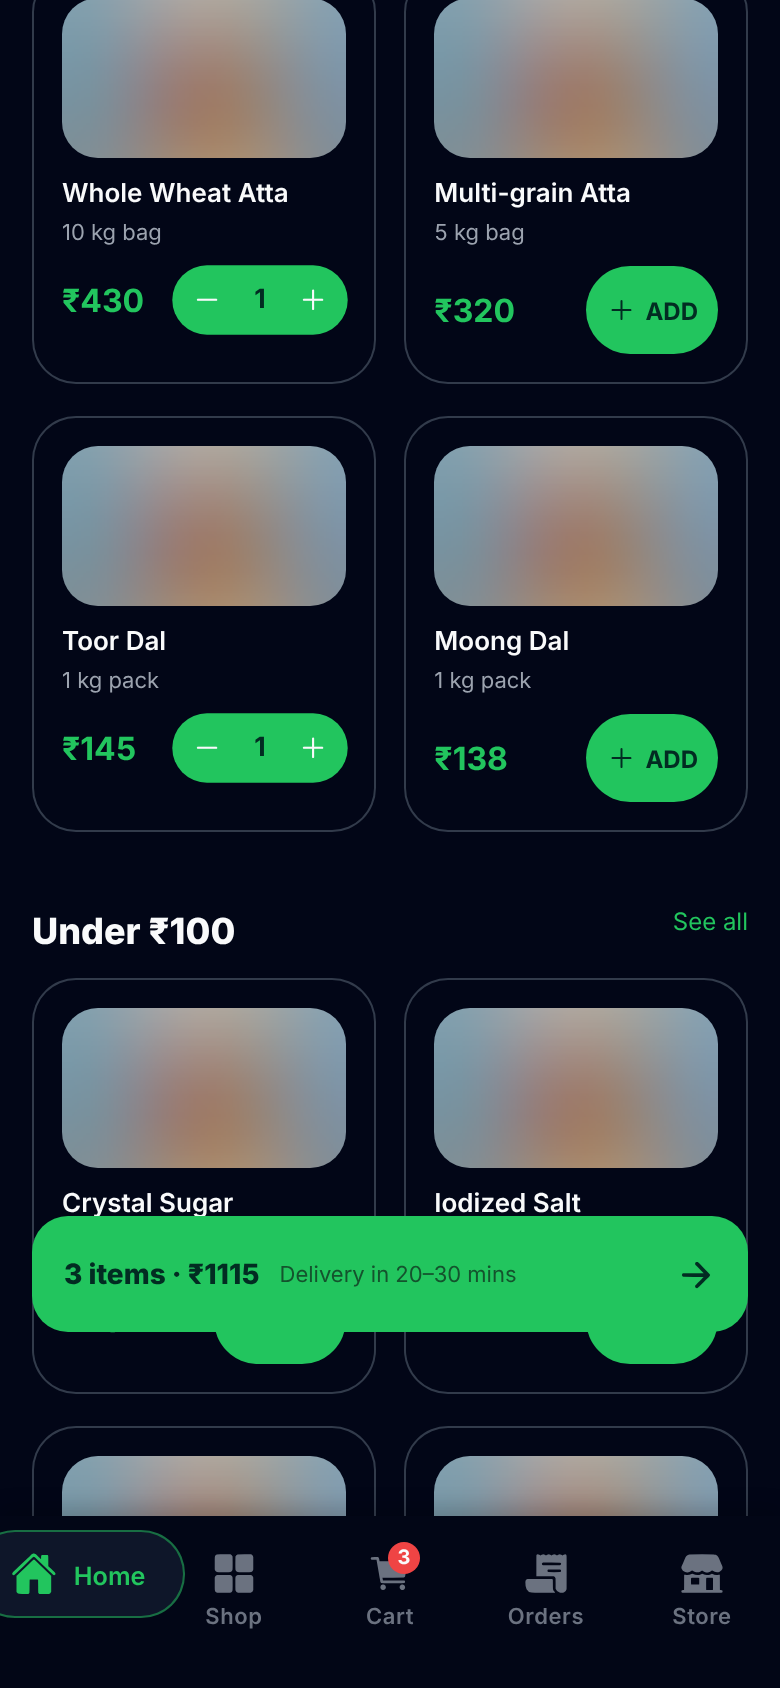 Whole Wheat Atta
10 kg bag
₹430 − 1 +
Multi-grain Atta
5 kg bag
₹320 + ADD
Toor Dal
1 kg pack
₹145 − 1 +
Moong Dal
1 kg pack
₹138 + ADD
Under ₹100
See all
Crystal Sugar
Iodized Salt
3 items · ₹1115 Delivery in 20–30 mins →
Home
Shop
3
Cart
Orders
Store